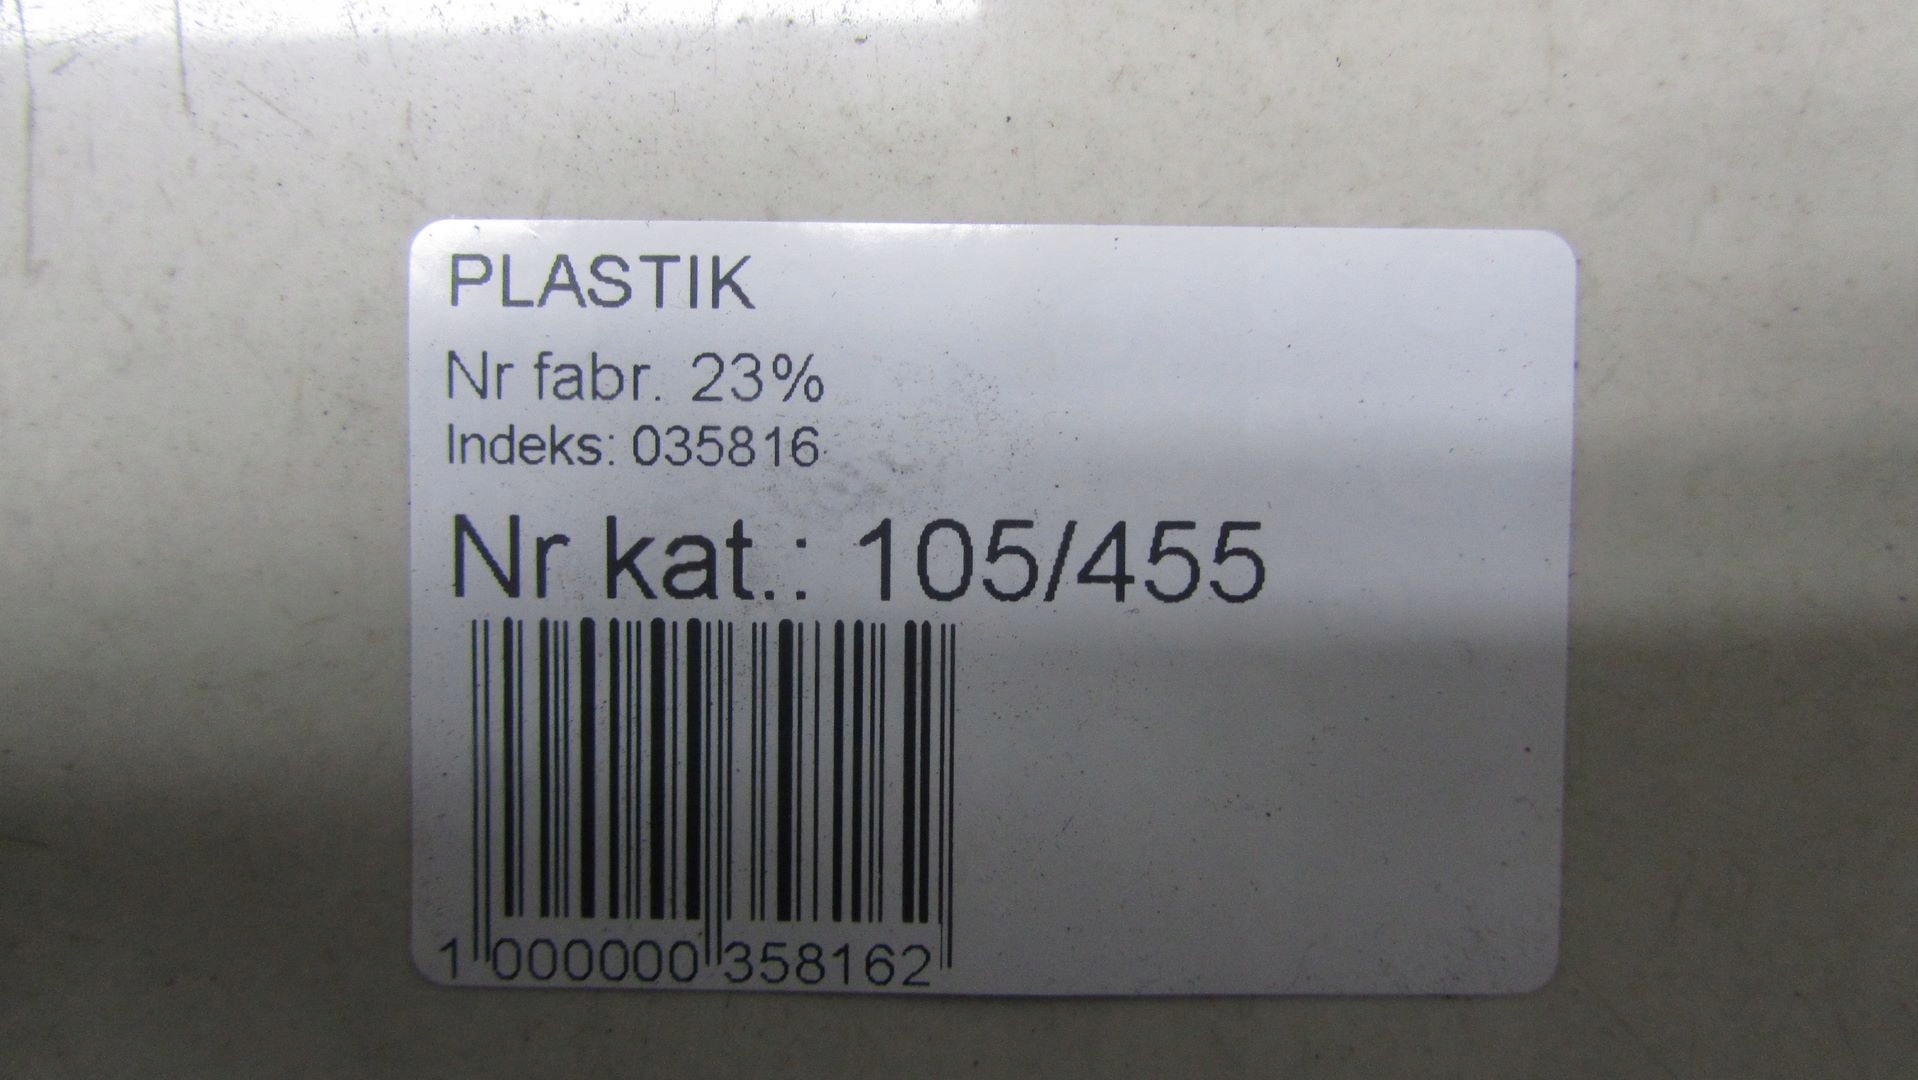 PLASTIK
Nr fabr. 23%
Indeks: 035816
Nr kat.: 105/455
1 000000 358162